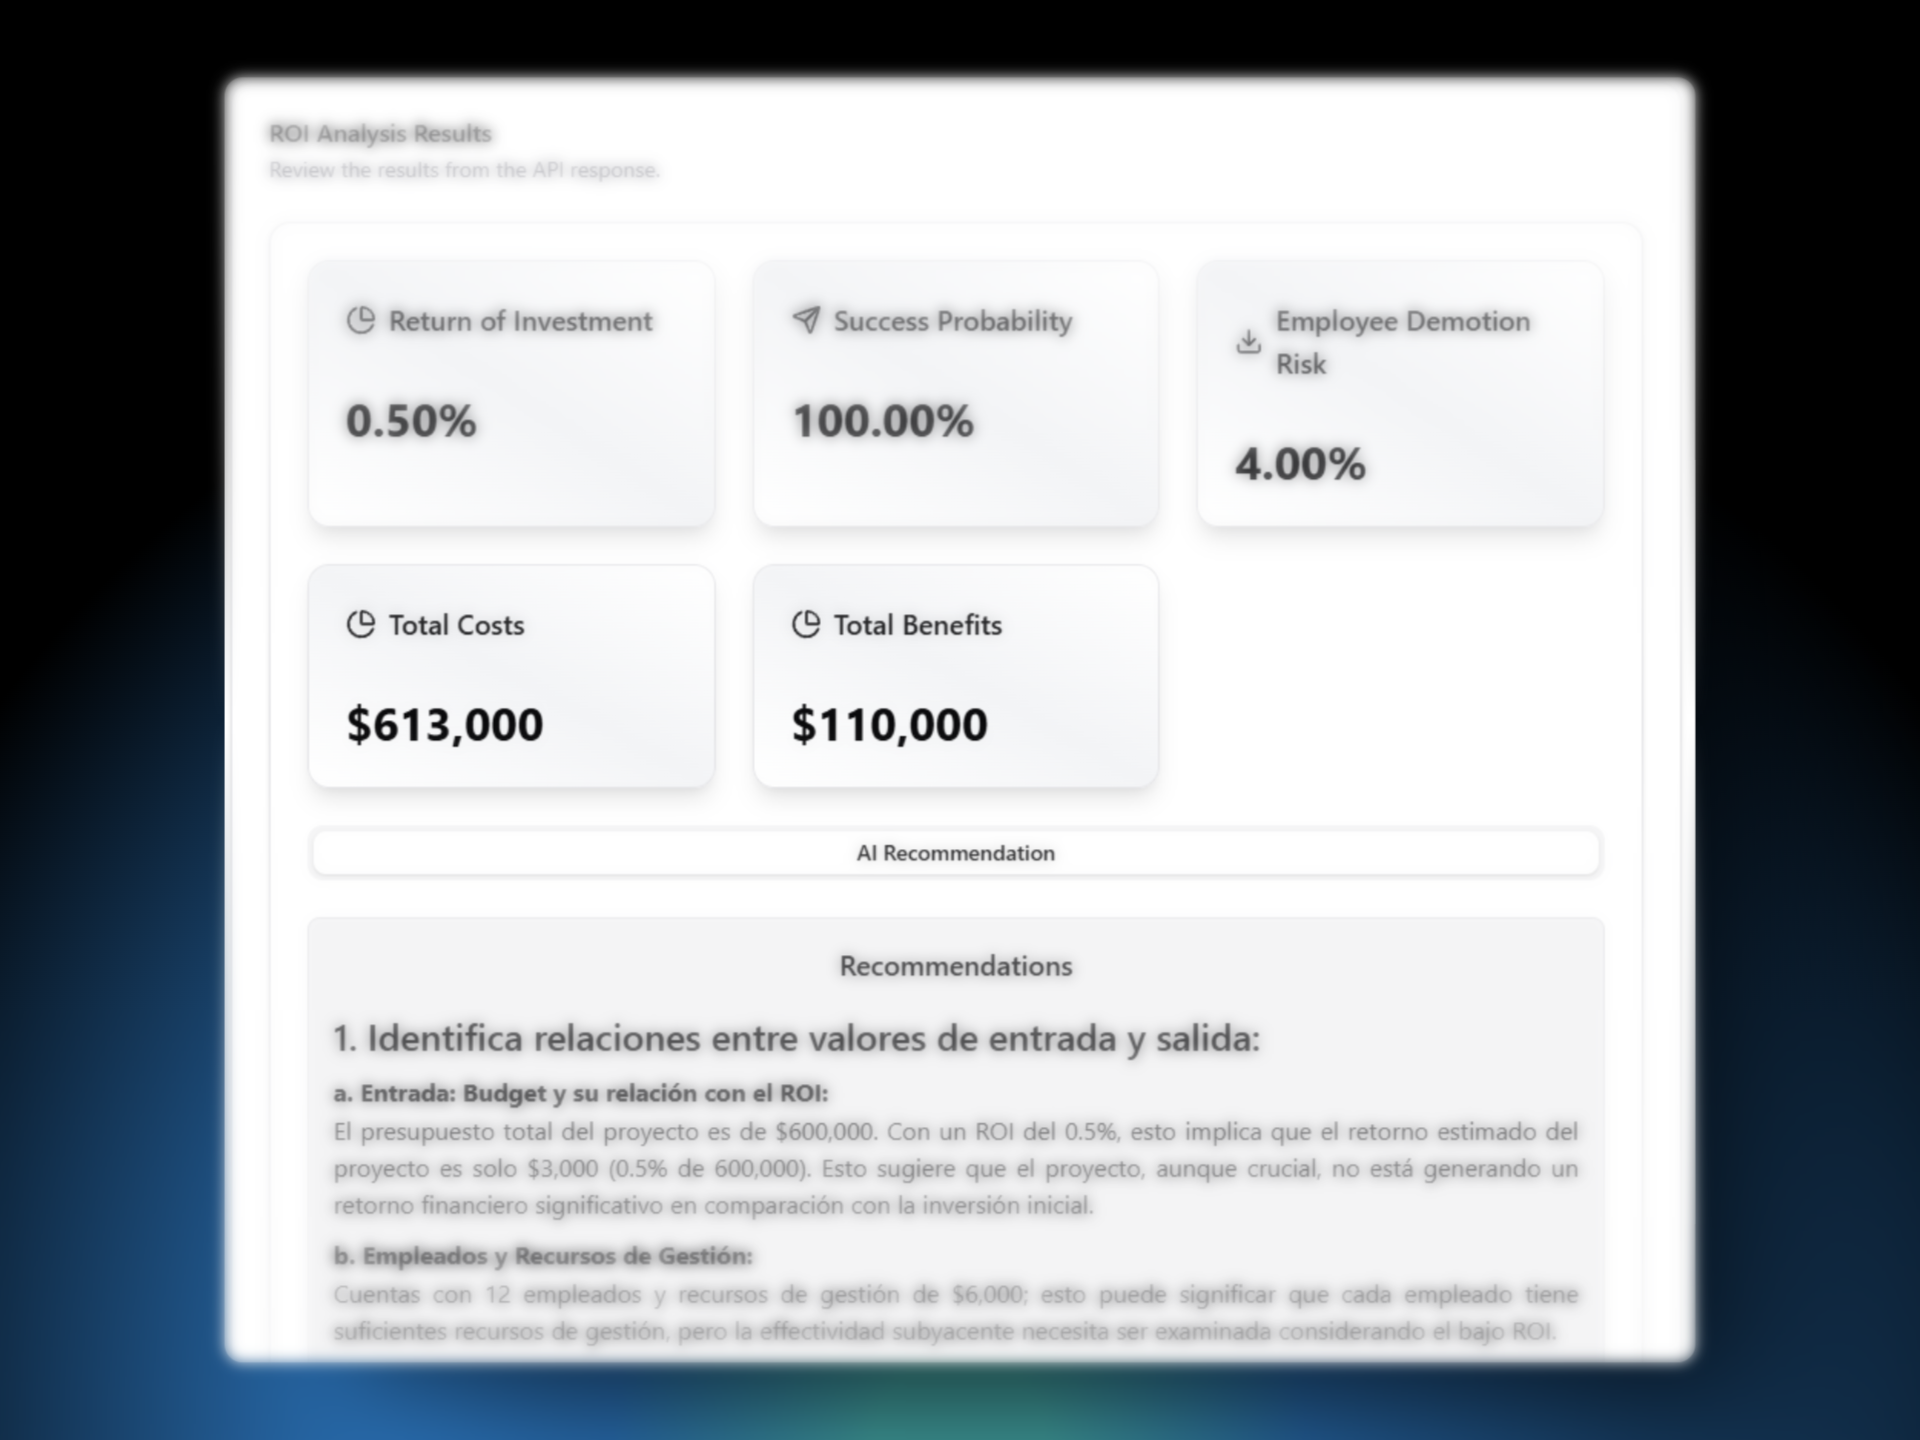 ROI Analysis Results
Review the results from the API response.
Return of Investment
0.50%
Success Probability
100.00%
Employee Demotion
Risk
4.00%
Total Costs
$613,000
Total Benefits
$110,000
AI Recommendation
Recommendations
1. Identifica relaciones entre valores de entrada y salida:
a. Entrada: Budget y su relación con el ROI:
El presupuesto total del proyecto es de $600,000. Con un ROI del 0.5%, esto implica que el retorno estimado del
proyecto es solo $3,000 (0.5% de 600,000). Esto sugiere que el proyecto, aunque crucial, no está generando un
retorno financiero significativo en comparación con la inversión inicial.
b. Empleados y Recursos de Gestión:
Cuentas con 12 empleados y recursos de gestión de $6,000; esto puede significar que cada empleado tiene
suficientes recursos de gestión, pero la effectividad subyacente necesita ser examinada considerando el bajo ROI.